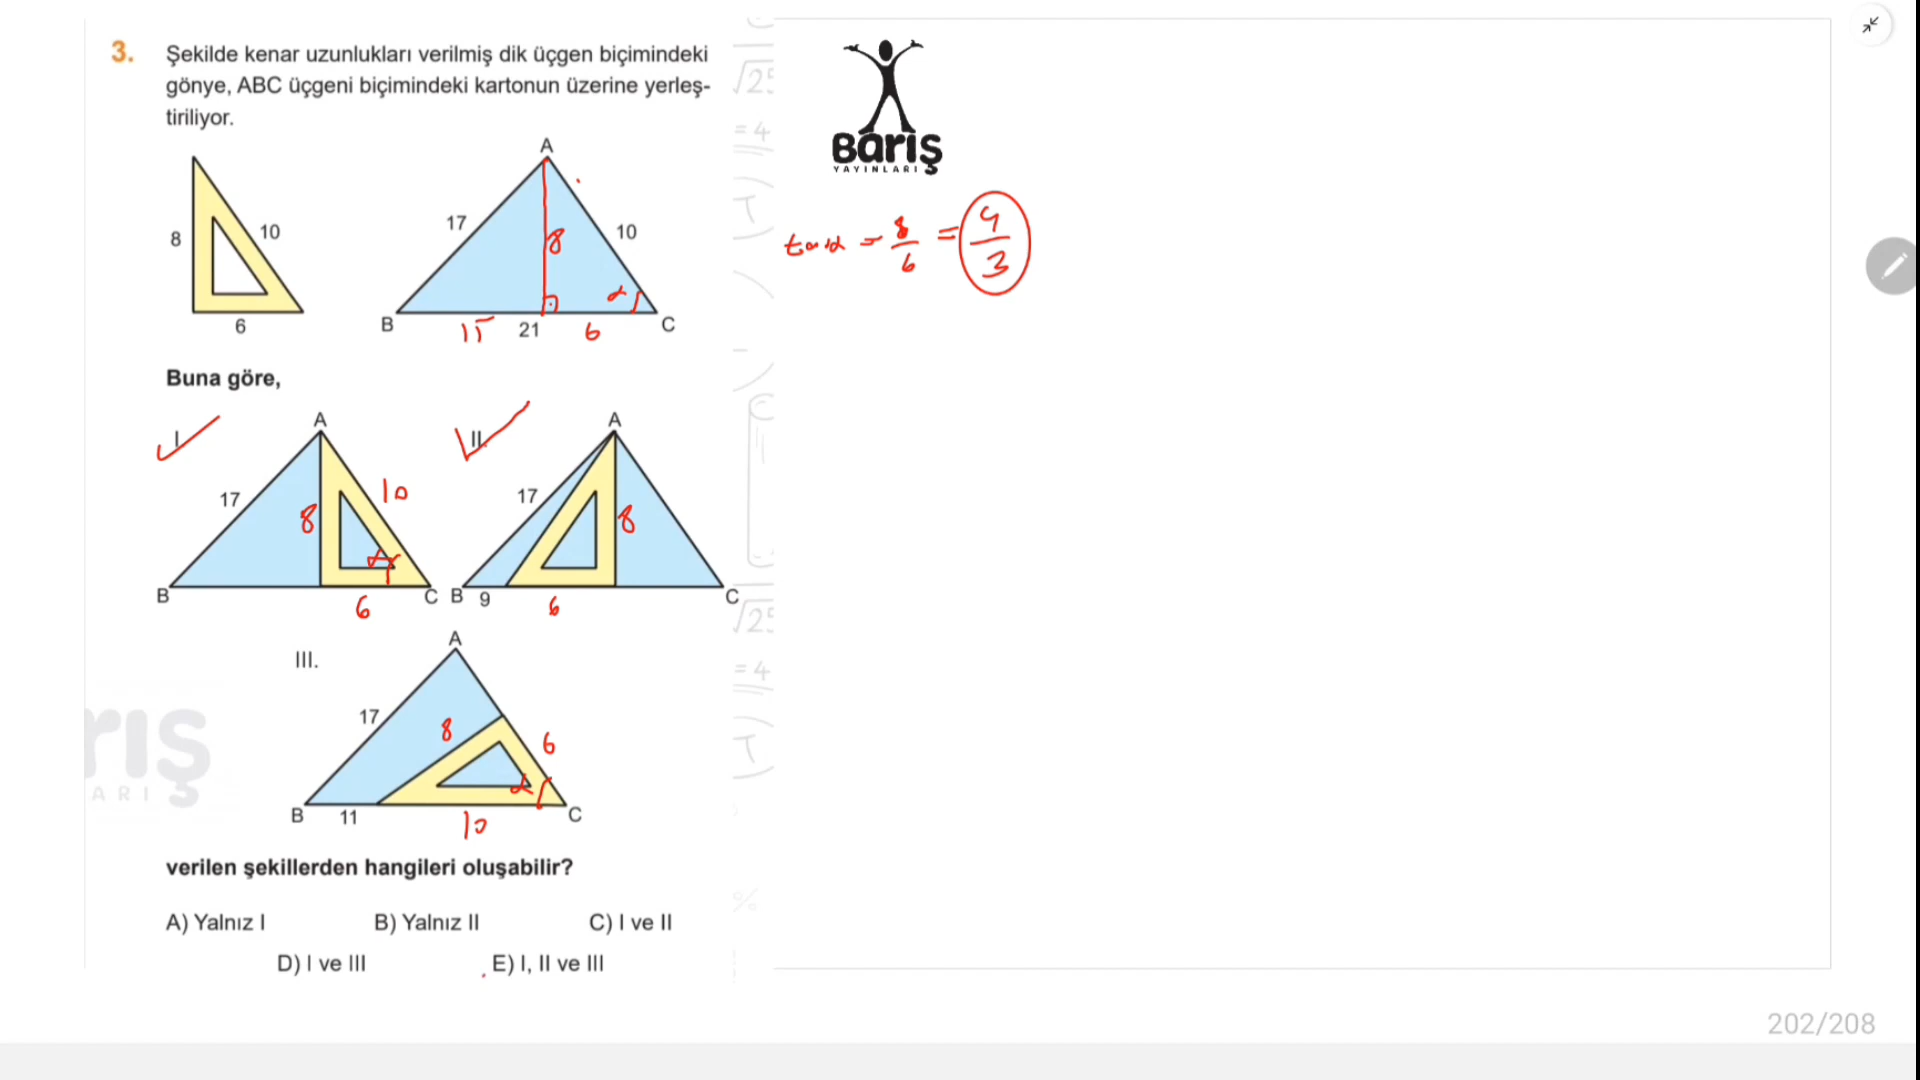 3. Şekilde kenar uzunlukları verilmiş dik üçgen biçimindeki
gönye, ABC üçgeni biçimindeki kartonun üzerine yerleş-
tiriliyor.
8
10
6
A
17
8
10
α
B
15
21
6
C
Barış
YAYINLARI
tanα = 8/6 = 4/3
Buna göre,
I
A
17
8
10
α
B
6
C
II
A
17
8
B
9
6
C
III.
A
17
8
6
α
B
11
10
C
verilen şekillerden hangileri oluşabilir?
A) Yalnız I
B) Yalnız II
C) I ve II
D) I ve III
E) I, II ve III
202/208